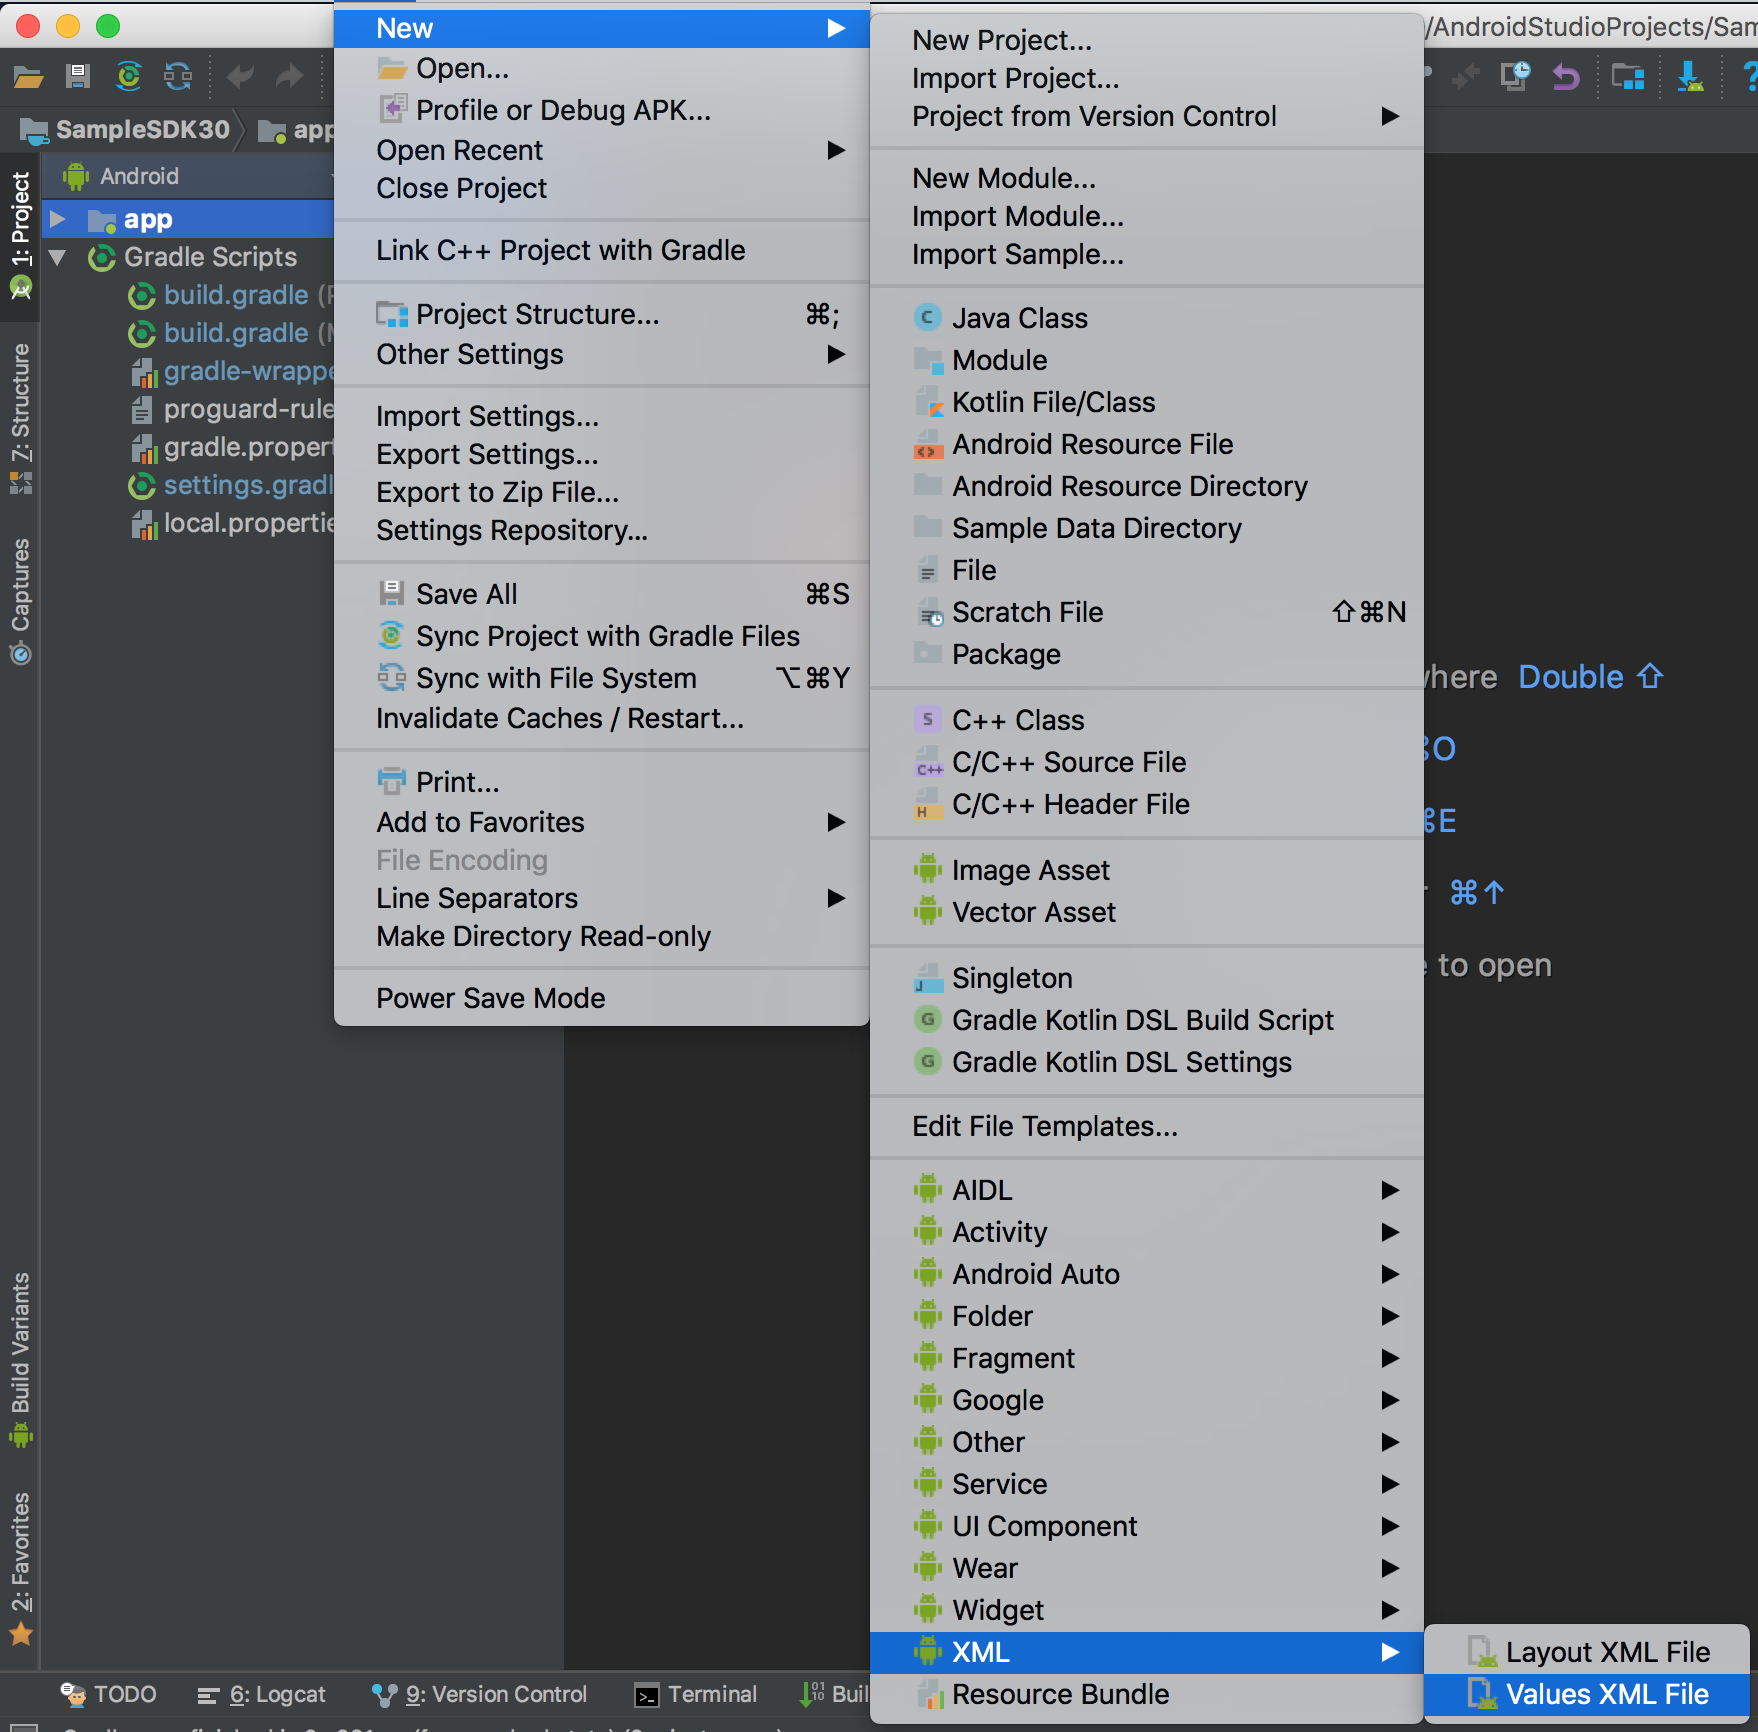 /AndroidStudioProjects/Sam
SampleSDK30
app
Android
app
Gradle Scripts
build.gradle
build.gradle
gradle-wrappe
proguard-rule
gradle.propert
settings.gradl
local.propertie
1: Project
7: Structure
Captures
Build Variants
2: Favorites
New
Open...
Profile or Debug APK...
Open Recent
Close Project
Link C++ Project with Gradle
Project Structure... ⌘;
Other Settings
Import Settings...
Export Settings...
Export to Zip File...
Settings Repository...
Save All ⌘S
Sync Project with Gradle Files
Sync with File System ⌥⌘Y
Invalidate Caches / Restart...
Print...
Add to Favorites
File Encoding
Line Separators
Make Directory Read-only
Power Save Mode
New Project...
Import Project...
Project from Version Control
New Module...
Import Module...
Import Sample...
Java Class
Module
Kotlin File/Class
Android Resource File
Android Resource Directory
Sample Data Directory
File
Scratch File ⇧⌘N
Package
C++ Class
C/C++ Source File
C/C++ Header File
Image Asset
Vector Asset
Singleton
Gradle Kotlin DSL Build Script
Gradle Kotlin DSL Settings
Edit File Templates...
AIDL
Activity
Android Auto
Folder
Fragment
Google
Other
Service
UI Component
Wear
Widget
XML
Resource Bundle
Layout XML File
Values XML File
where Double ⇧
⌘O
⌘E
⌘↑
to open
TODO
6: Logcat
9: Version Control
Terminal
Buil